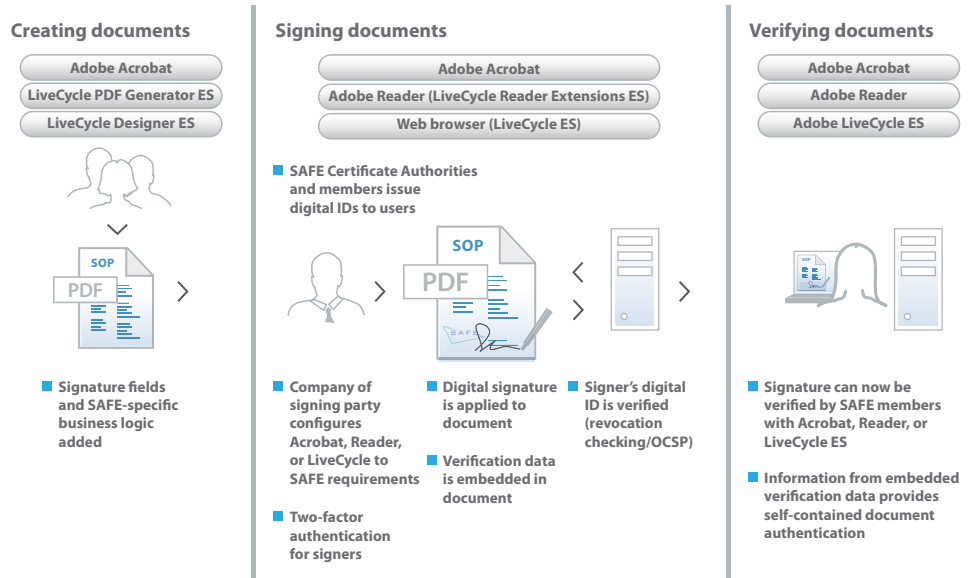 Creating documents
Adobe Acrobat
LiveCycle PDF Generator ES
LiveCycle Designer ES
SOP
PDF
Signature fields
and SAFE-specific
business logic
added
Signing documents
Adobe Acrobat
Adobe Reader (LiveCycle Reader Extensions ES)
Web browser (LiveCycle ES)
SAFE Certificate Authorities
and members issue
digital IDs to users
SOP
PDF
SAFE
Company of
signing party
configures
Acrobat, Reader,
or LiveCycle to
SAFE requirements
Two-factor
authentication
for signers
Digital signature
is applied to
document
Verification data
is embedded in
document
Signer’s digital
ID is verified
(revocation
checking/OCSP)
Verifying documents
Adobe Acrobat
Adobe Reader
Adobe LiveCycle ES
SOP
Signature can now be
verified by SAFE members
with Acrobat, Reader, or
LiveCycle ES
Information from embedded
verification data provides
self-contained document
authentication